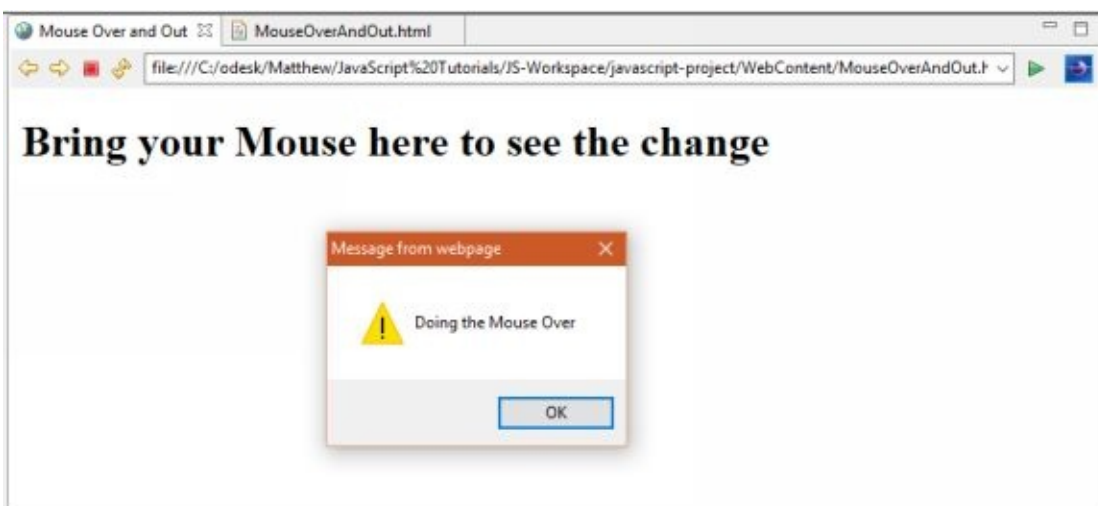 Mouse Over and Out
MouseOverAndOut.html
file:///C:/odesk/Matthew/JavaScript%20Tutorials/JS-Workspace/javascript-project/WebContent/MouseOverAndOut.h
Bring your Mouse here to see the change
Message from webpage
Doing the Mouse Over
OK